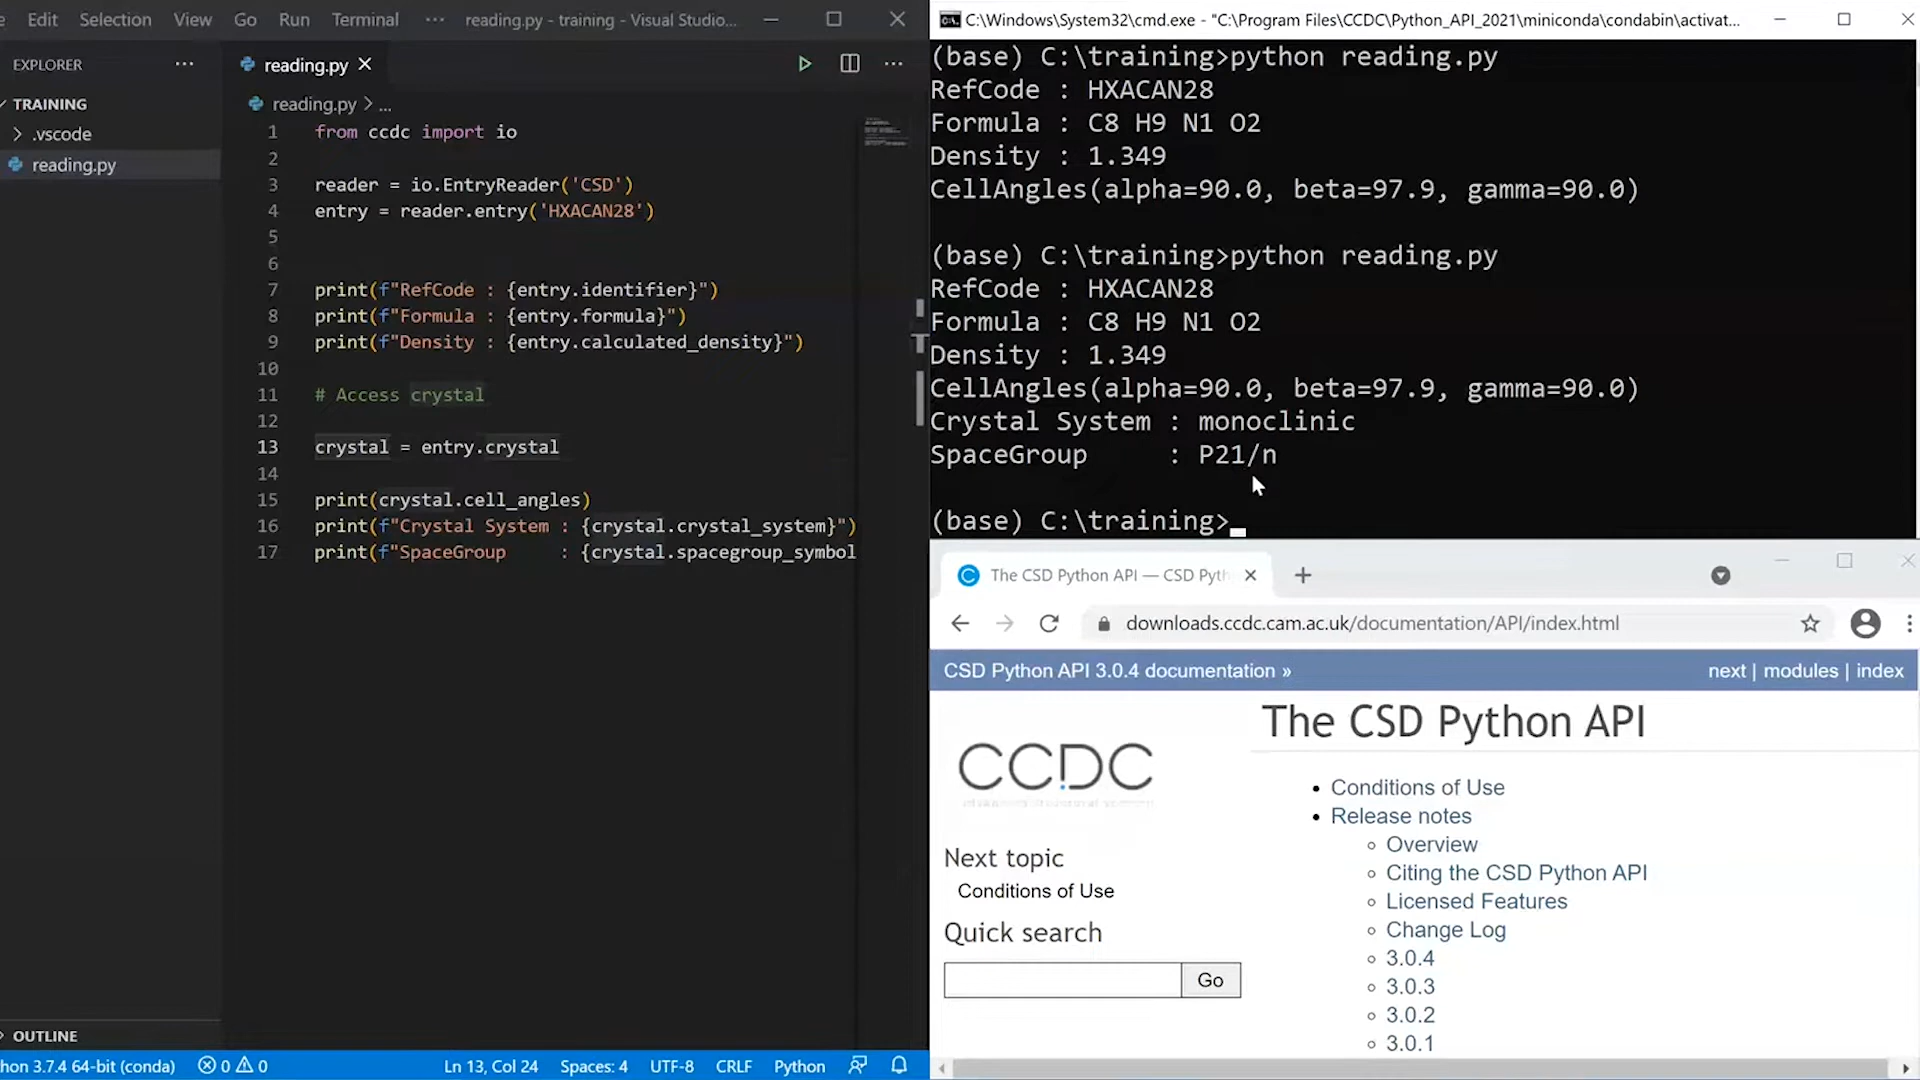 Edit Selection View Go Run Terminal ··· reading.py - training - Visual Studio...
EXPLORER ···
reading.py
TRAINING
.vscode
reading.py
reading.py > ...
1 from ccdc import io
2
3 reader = io.EntryReader('CSD')
4 entry = reader.entry('HXACAN28')
5
6
7 print(f"RefCode : {entry.identifier}")
8 print(f"Formula : {entry.formula}")
9 print(f"Density : {entry.calculated_density}")
10
11 # Access crystal
12
13 crystal = entry.crystal
14
15 print(crystal.cell_angles)
16 print(f"Crystal System : {crystal.crystal_system}")
17 print(f"SpaceGroup     : {crystal.spacegroup_symbol
OUTLINE
hon 3.7.4 64-bit (conda) 0 0 Ln 13, Col 24 Spaces: 4 UTF-8 CRLF Python
C:\Windows\System32\cmd.exe - "C:\Program Files\CCDC\Python_API_2021\miniconda\condabin\activat...
(base) C:\training>python reading.py
RefCode : HXACAN28
Formula : C8 H9 N1 O2
Density : 1.349
CellAngles(alpha=90.0, beta=97.9, gamma=90.0)
(base) C:\training>python reading.py
RefCode : HXACAN28
Formula : C8 H9 N1 O2
Density : 1.349
CellAngles(alpha=90.0, beta=97.9, gamma=90.0)
Crystal System : monoclinic
SpaceGroup     : P21/n
(base) C:\training>
The CSD Python API — CSD Pyth
downloads.ccdc.cam.ac.uk/documentation/API/index.html
CSD Python API 3.0.4 documentation »
next | modules | index
CCDC
Next topic
Conditions of Use
Quick search
Go
The CSD Python API
Conditions of Use
Release notes
Overview
Citing the CSD Python API
Licensed Features
Change Log
3.0.4
3.0.3
3.0.2
3.0.1